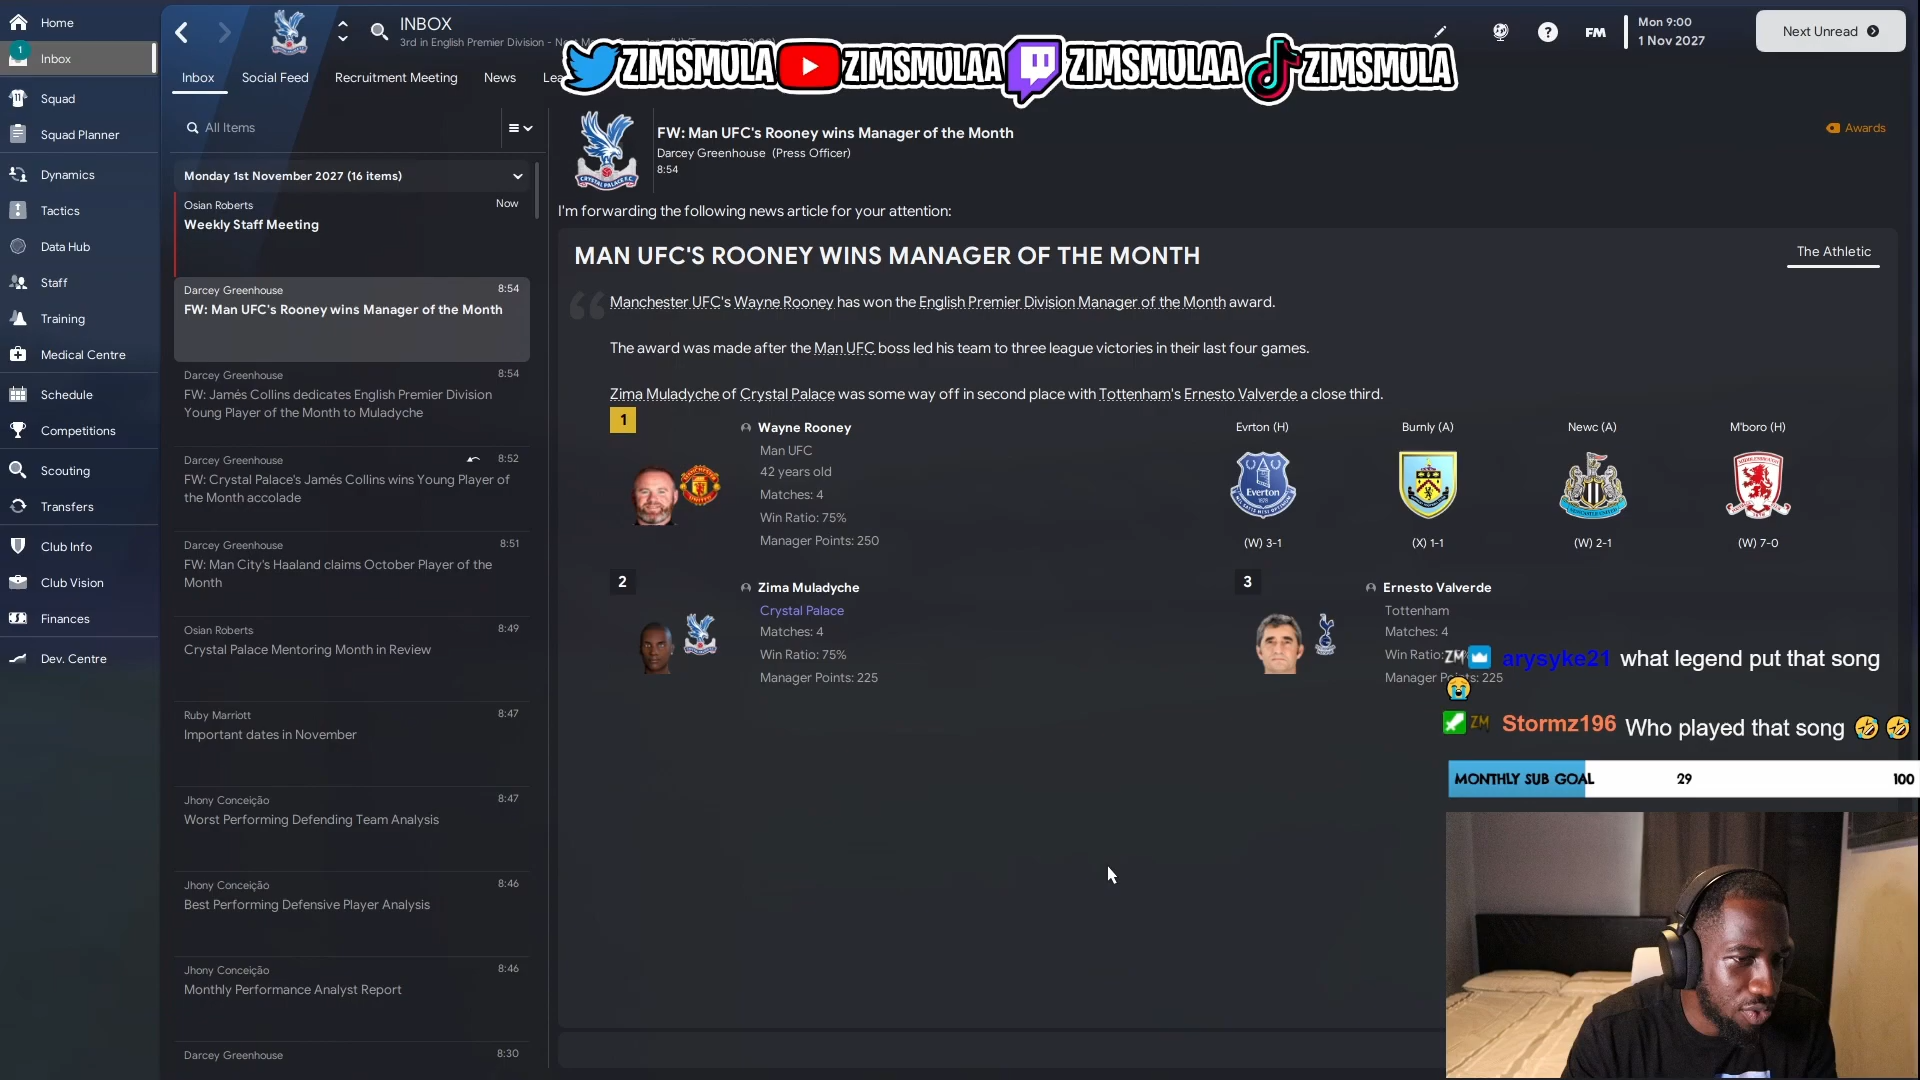 Home
1
Inbox
Squad
Squad Planner
Dynamics
Tactics
Data Hub
Staff
Training
Medical Centre
Schedule
Competitions
Scouting
Transfers
Club Info
Club Vision
Finances
Dev. Centre
INBOX
3rd in English Premier Division
FM
Mon 9:00
1 Nov 2027
Next Unread
Inbox
Social Feed
Recruitment Meeting
News
ZIMSMULA
ZIMSMULAA
ZIMSMULAA
ZIMSMULA
All Items
Monday 1st November 2027 (16 items)
Osian Roberts Now
Weekly Staff Meeting
Darcey Greenhouse 8:54
FW: Man UFC's Rooney wins Manager of the Month
Darcey Greenhouse 8:54
FW: Jamés Collins dedicates English Premier Division
Young Player of the Month to Muladyche
Darcey Greenhouse 8:52
FW: Crystal Palace's Jamés Collins wins Young Player of
the Month accolade
Darcey Greenhouse 8:51
FW: Man City's Haaland claims October Player of the
Month
Osian Roberts 8:49
Crystal Palace Mentoring Month in Review
Ruby Marriott 8:47
Important dates in November
Jhony Conceição 8:47
Worst Performing Defending Team Analysis
Jhony Conceição 8:46
Best Performing Defensive Player Analysis
Jhony Conceição 8:46
Monthly Performance Analyst Report
Darcey Greenhouse 8:30
CRYSTAL PALACE F.C.
FW: Man UFC's Rooney wins Manager of the Month
Darcey Greenhouse (Press Officer)
8:54
Awards
I'm forwarding the following news article for your attention:
MAN UFC'S ROONEY WINS MANAGER OF THE MONTH
The Athletic
Manchester UFC's Wayne Rooney has won the English Premier Division Manager of the Month award.
The award was made after the Man UFC boss led his team to three league victories in their last four games.
Zima Muladyche of Crystal Palace was some way off in second place with Tottenham's Ernesto Valverde a close third.
1
Wayne Rooney
Man UFC
42 years old
Matches: 4
Win Ratio: 75%
Manager Points: 250
Evrton (H)
Burnly (A)
Newc (A)
M'boro (H)
Everton
(W) 3-1
(X) 1-1
(W) 2-1
(W) 7-0
2
Zima Muladyche
Crystal Palace
Matches: 4
Win Ratio: 75%
Manager Points: 225
3
Ernesto Valverde
Tottenham
Matches: 4
Win Ratio:
Manager Points: 225
ZM arysyke21 what legend put that song
ZM Stormz196 Who played that song
MONTHLY SUB GOAL 29 100